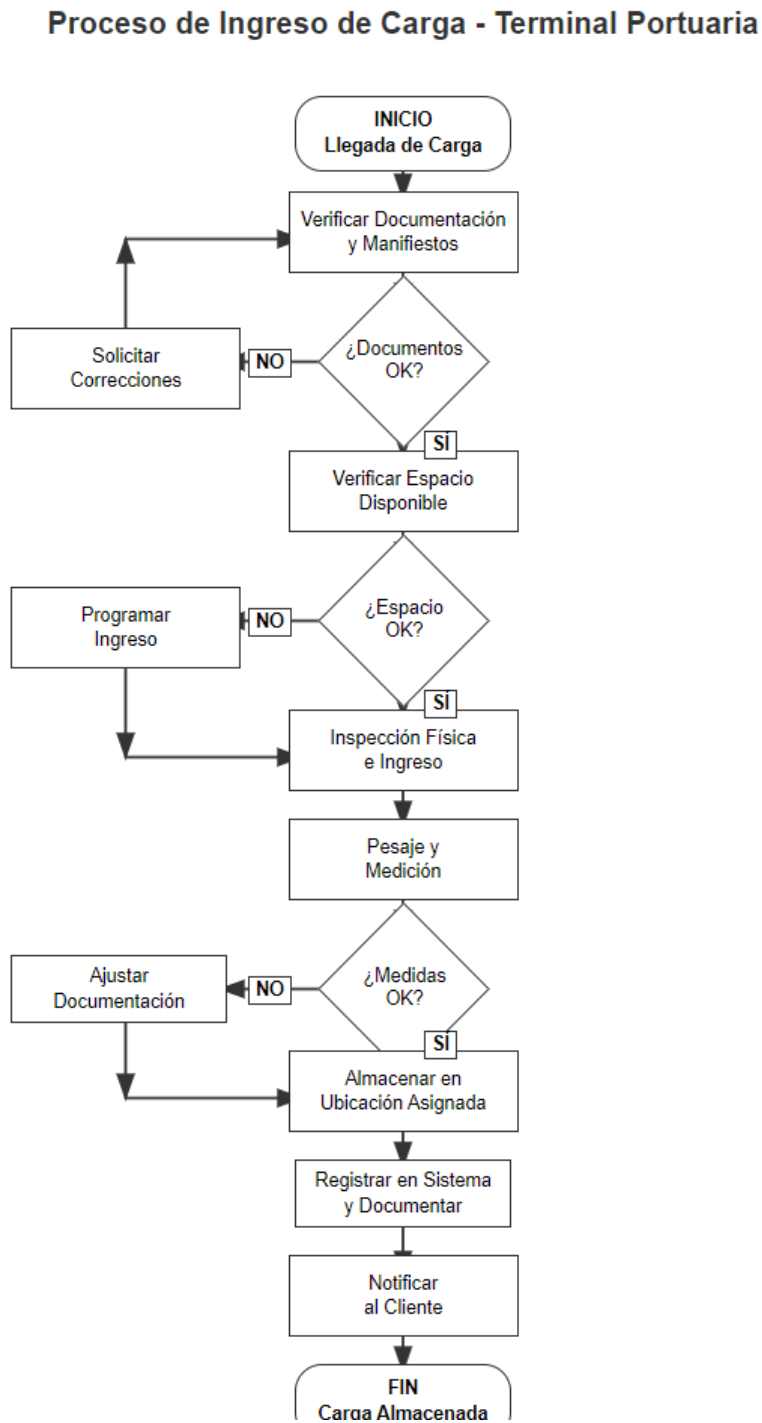 Proceso de Ingreso de Carga - Terminal Portuaria
INICIO
Llegada de Carga
Verificar Documentación
y Manifiestos
¿Documentos
OK?
NO
Solicitar
Correcciones
SÍ
Verificar Espacio
Disponible
¿Espacio
OK?
NO
Programar
Ingreso
SÍ
Inspección Física
e Ingreso
Pesaje y
Medición
¿Medidas
OK?
NO
Ajustar
Documentación
SÍ
Almacenar en
Ubicación Asignada
Registrar en Sistema
y Documentar
Notificar
al Cliente
FIN
Carga Almacenada